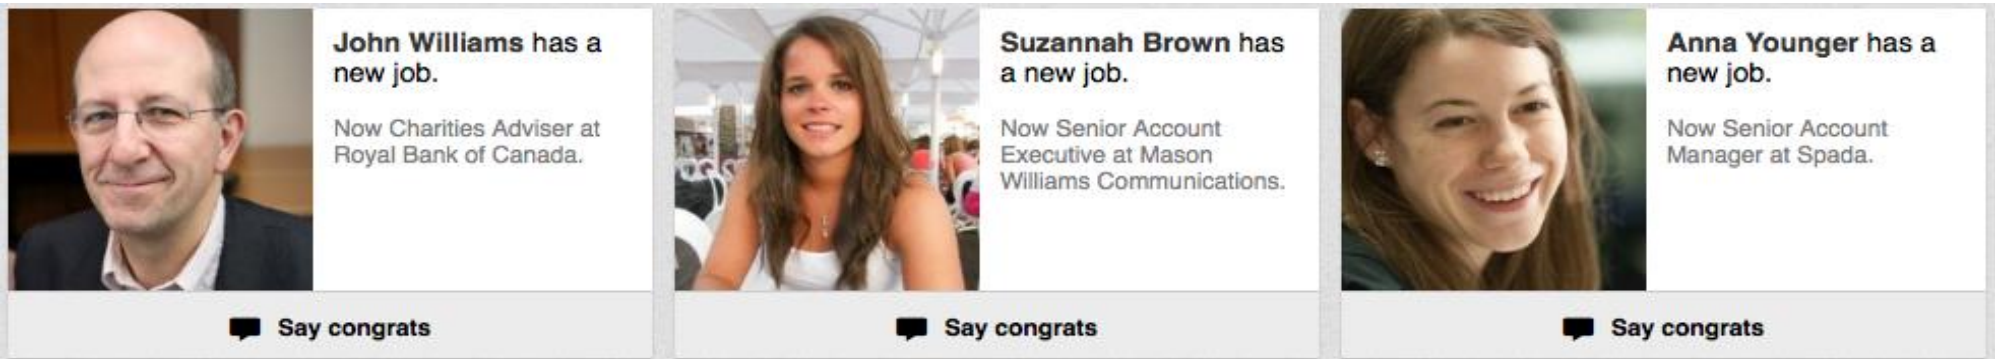 John Williams has a
new job.
Now Charities Adviser at
Royal Bank of Canada.
Say congrats
Suzannah Brown has
a new job.
Now Senior Account
Executive at Mason
Williams Communications.
Say congrats
Anna Younger has a
new job.
Now Senior Account
Manager at Spada.
Say congrats